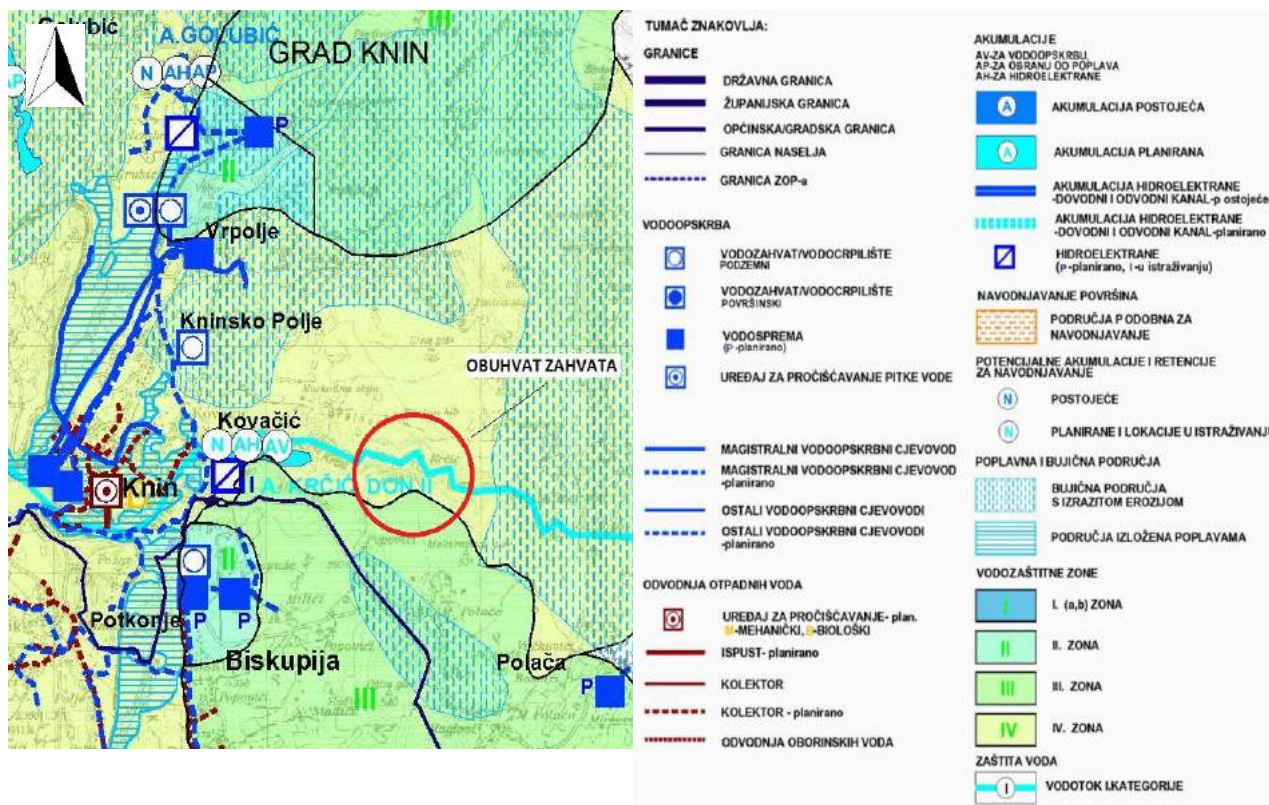 Golubić
A.GOLUBIĆ
GRAD KNIN
III
N AH AP
AP
P
II
Vrpolje
Kninsko Polje
OBUHVAT ZAHVATA
Kovačić
N AH AV
Knin
I
A. KRČIĆ DONJI
II
Potkonje
P P
Biskupija
Polača
P
III
TUMAČ ZNAKOVLJA:
GRANICE
DRŽAVNA GRANICA
ŽUPANIJSKA GRANICA
OPĆINSKA/GRADSKA GRANICA
GRANICA NASELJA
GRANICA ZOP-a
VODOOPSKRBA
VODOZAHVAT/VODOCRPILIŠTE
PODZEMNI
VODOZAHVAT/VODOCRPILIŠTE
POVRŠINSKI
VODOSPREMA
(P -planirano)
UREĐAJ ZA PROČIŠĆAVANJE PITKE VODE
MAGISTRALNI VODOOPSKRBNI CJEVOVOD
MAGISTRALNI VODOOPSKRBNI CJEVOVOD
-planirano
OSTALI VODOOPSKRBNI CJEVOVODI
OSTALI VODOOPSKRBNI CJEVOVODI
-planirano
ODVODNJA OTPADNIH VODA
UREĐAJ ZA PROČIŠĆAVANJE- plan.
M-MEHANIČKI, B-BIOLOŠKI
ISPUST- planirano
KOLEKTOR
KOLEKTOR - planirano
ODVODNJA OBORINSKIH VODA
AKUMULACIJE
AV-ZA VODOOPSKRBU,
AP-ZA OBRANU OD POPLAVA
AH-ZA HIDROELEKTRANE
A AKUMULACIJA POSTOJEĆA
A AKUMULACIJA PLANIRANA
AKUMULACIJA HIDROELEKTRANE
-DOVODNI I ODVODNI KANAL-p ostojeće
AKUMULACIJA HIDROELEKTRANE
-DOVODNI I ODVODNI KANAL-planirano
HIDROELEKTRANE
(P-planirano, I-u istraživanju)
NAVODNJAVANJE POVRŠINA
PODRUČJA P ODOBNA ZA
NAVODNJAVANJE
POTENCIJALNE AKUMULACIJE I RETENCIJE
ZA NAVODNJAVANJE
N POSTOJEĆE
N PLANIRANE I LOKACIJE U ISTRAŽIVANJU
POPLAVNA I BUJIČNA PODRUČJA
BUJIČNA PODRUČJA
S IZRAZITOM EROZIJOM
PODRUČJA IZLOŽENA POPLAVAMA
VODOZAŠTITNE ZONE
I I. (a,b) ZONA
II II. ZONA
III III. ZONA
IV IV. ZONA
ZAŠTITA VODA
I VODOTOK I.KATEGORIJE